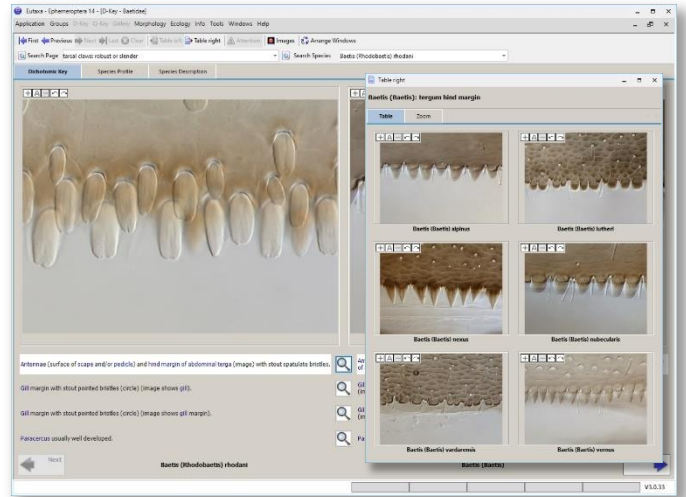 Eutaxa - Ephemeroptera 14 - [D-Key - Baetidae]
Application Groups D-Key Gallery Morphology Ecology Info Tools Windows Help
First Previous Next Last Clear Table left Table right Attention Images Arrange Windows
Search Page tarsal claws robust or slender Search Species Baetis (Rhodobaetis) rhodani
Dichotomic Key Species Profile Species Description
Antennae (surface of scape and/or pedicle) and hind margin of abdominal terga (image) with stout spatulate bristles.
Gill margin with stout pointed bristles (circle) (image shows gill).
Gill margin with stout pointed bristles (circle) (image shows gill margin).
Paracercus usually well developed.
Next
Baetis (Rhodobaetis) rhodani
Baetis (Baetis)
V3.0.33
Table right
Baetis (Baetis): tergum hind margin
Table Zoom
Baetis (Baetis) alpinus
Baetis (Baetis) lutheri
Baetis (Baetis) nexus
Baetis (Baetis) nubecularis
Baetis (Baetis) vardarensis
Baetis (Baetis) vernus